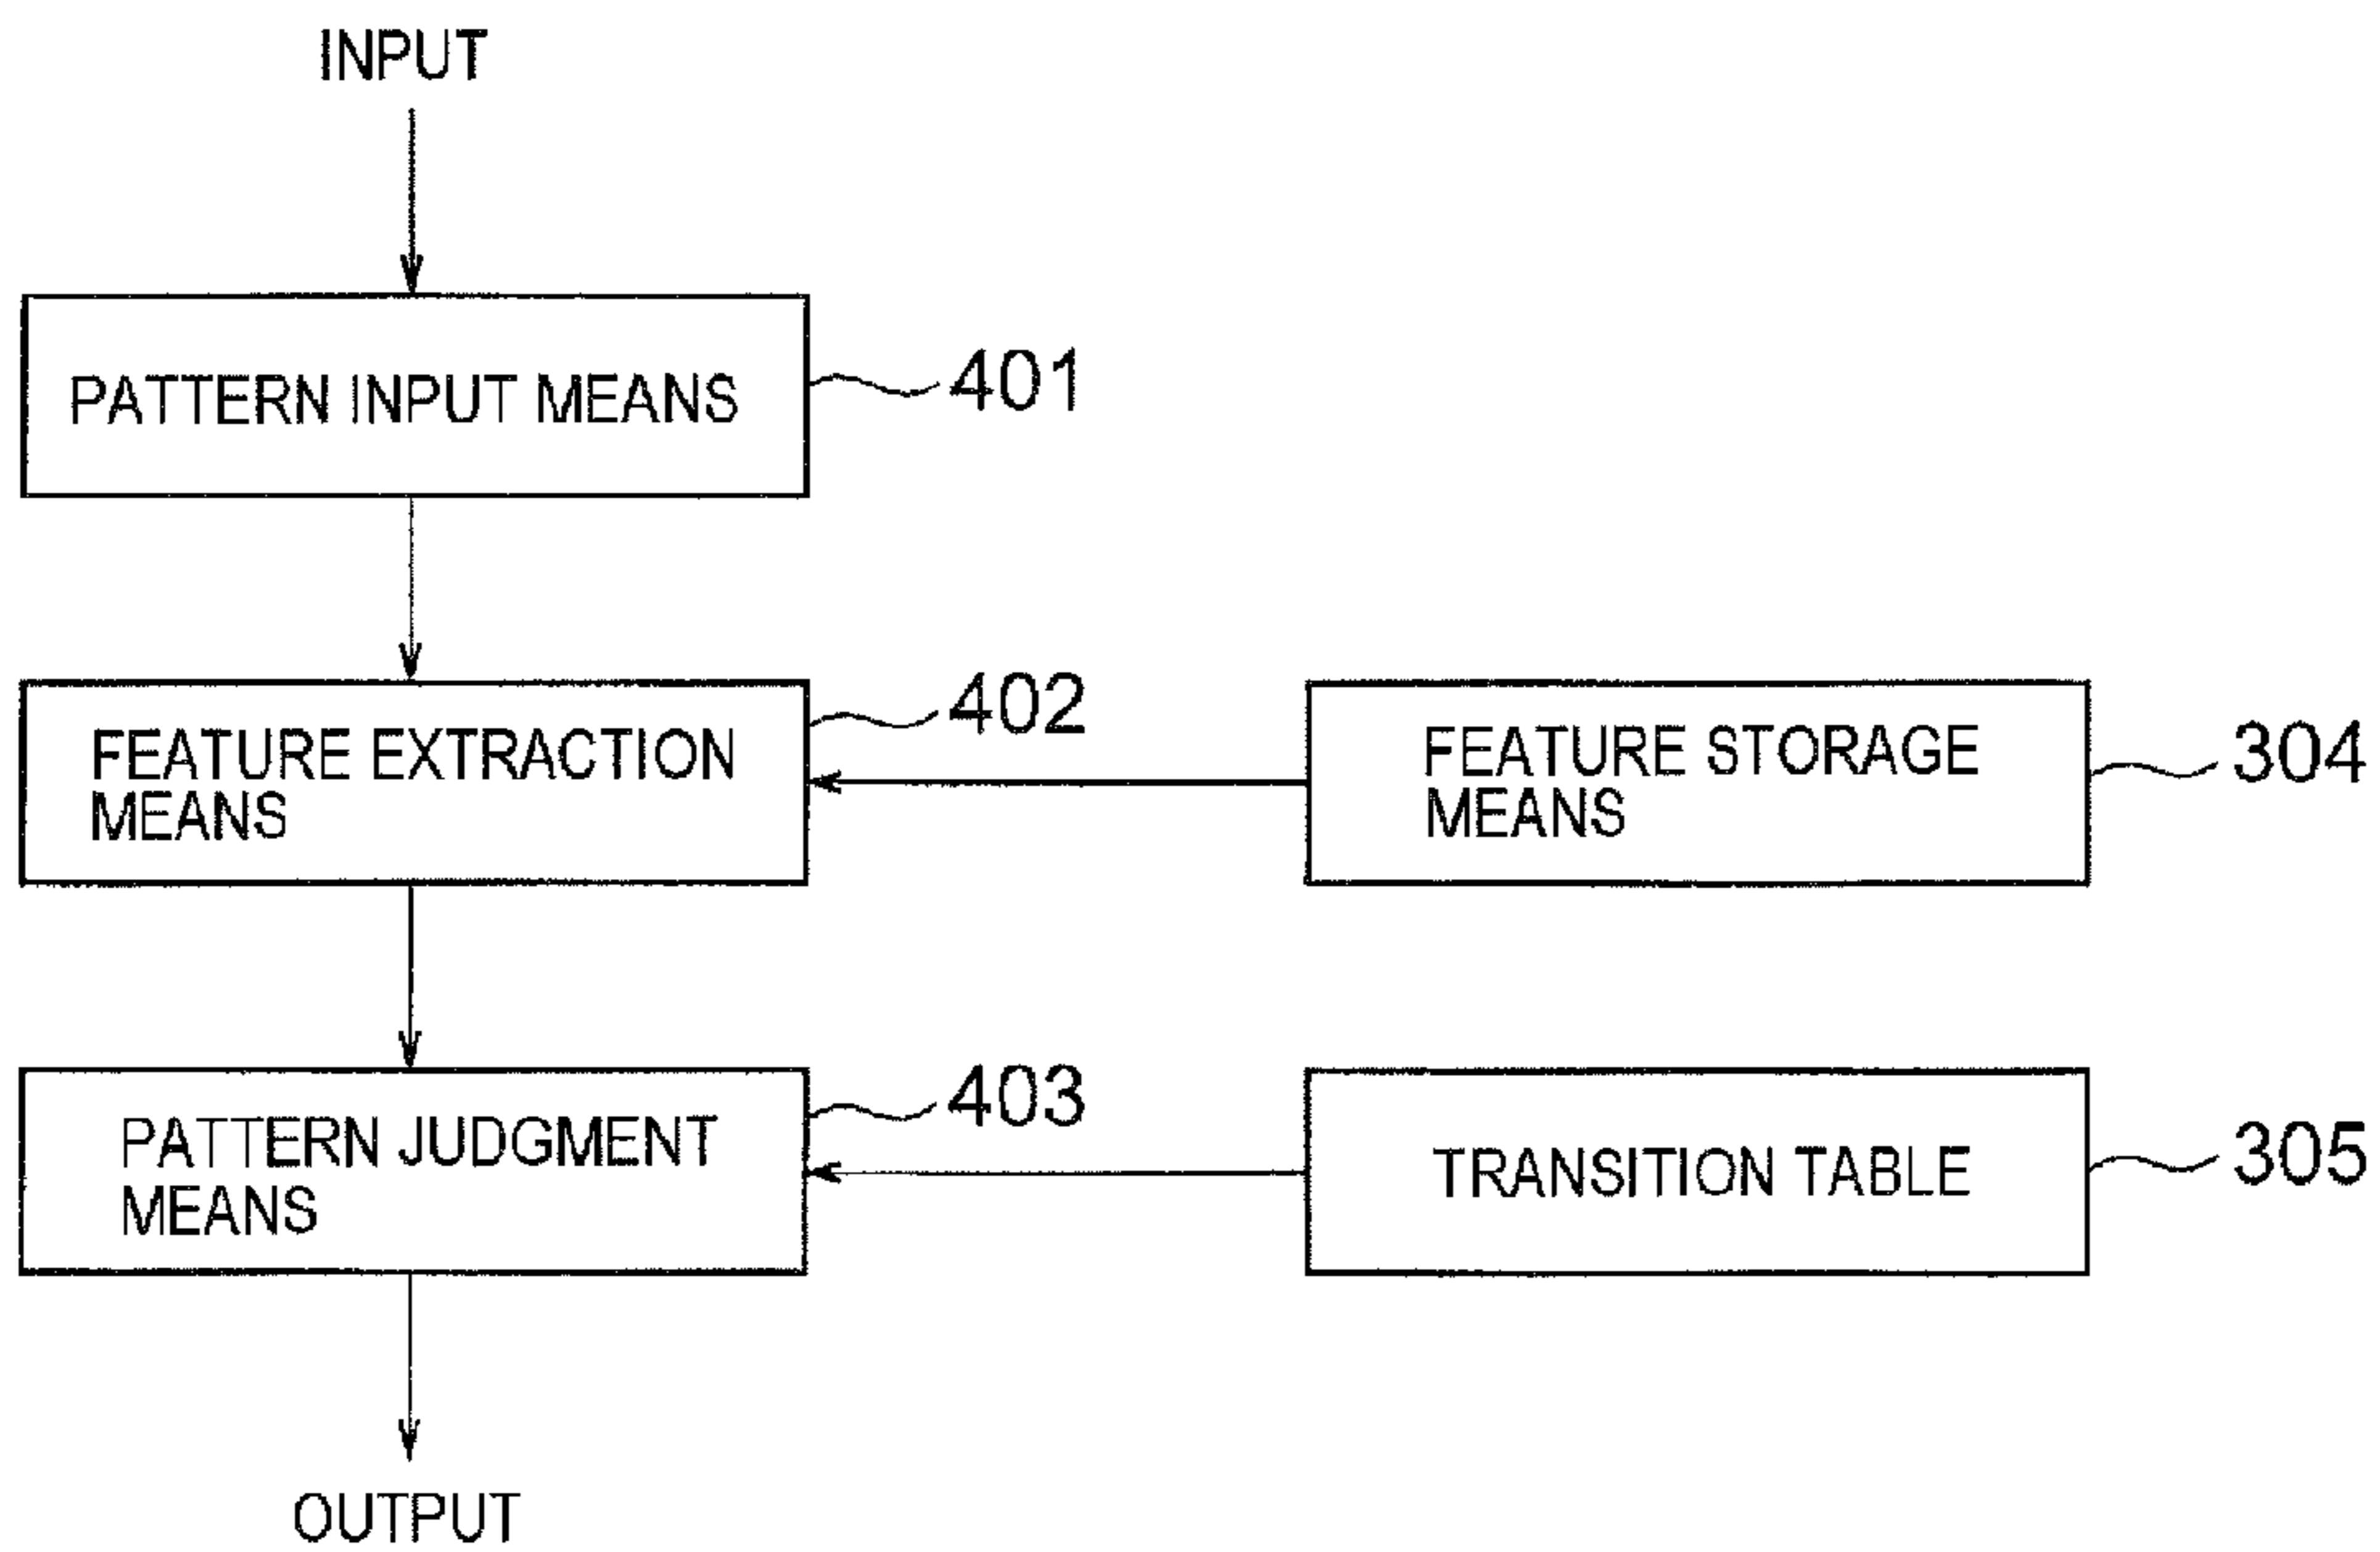 INPUT
PATTERN INPUT MEANS
401
FEATURE EXTRACTION
MEANS
402
FEATURE STORAGE
MEANS
304
PATTERN JUDGMENT
MEANS
403
TRANSITION TABLE
305
OUTPUT